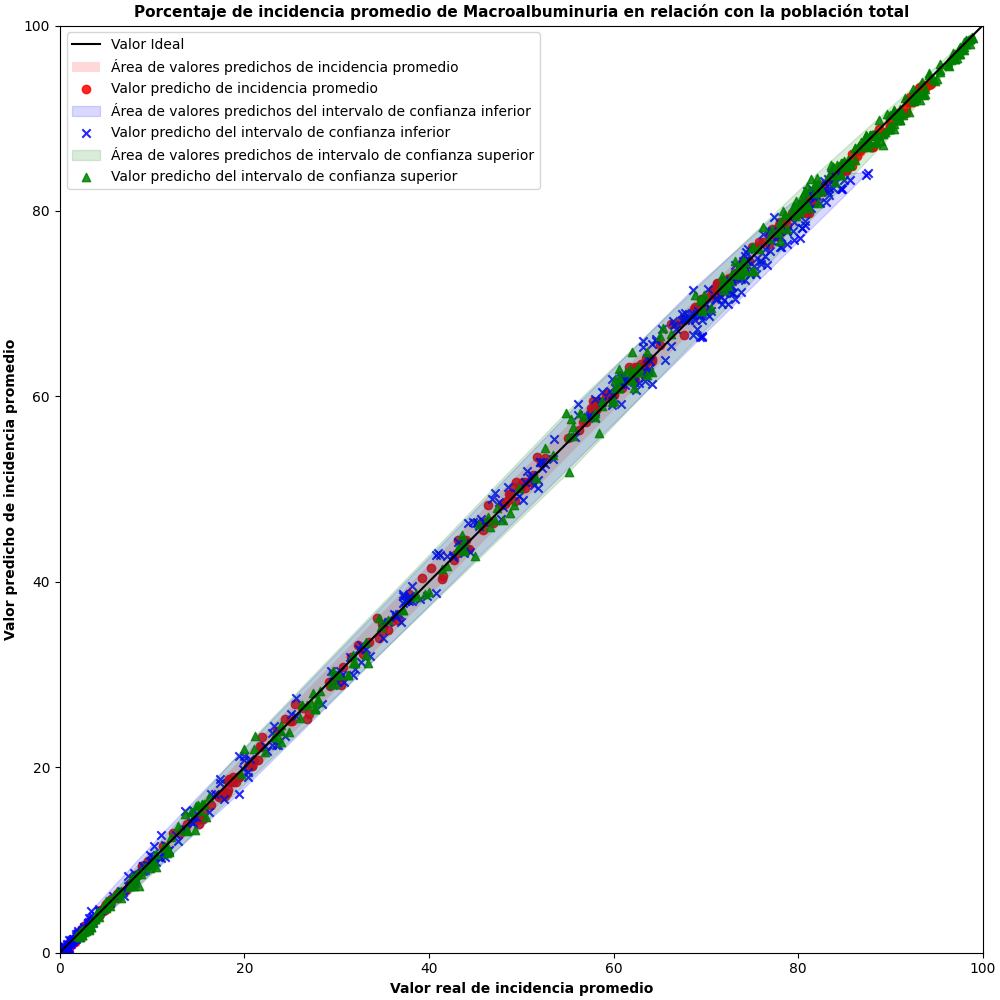 Porcentaje de incidencia promedio de Macroalbuminuria en relación con la población total
100
Valor Ideal
Área de valores predichos de incidencia promedio
Valor predicho de incidencia promedio
Área de valores predichos del intervalo de confianza inferior
Valor predicho del intervalo de confianza inferior
Área de valores predichos de intervalo de confianza superior
Valor predicho del intervalo de confianza superior
80
60
40
20
0
Valor predicho de incidencia promedio
0 20 40 60 80 100
Valor real de incidencia promedio